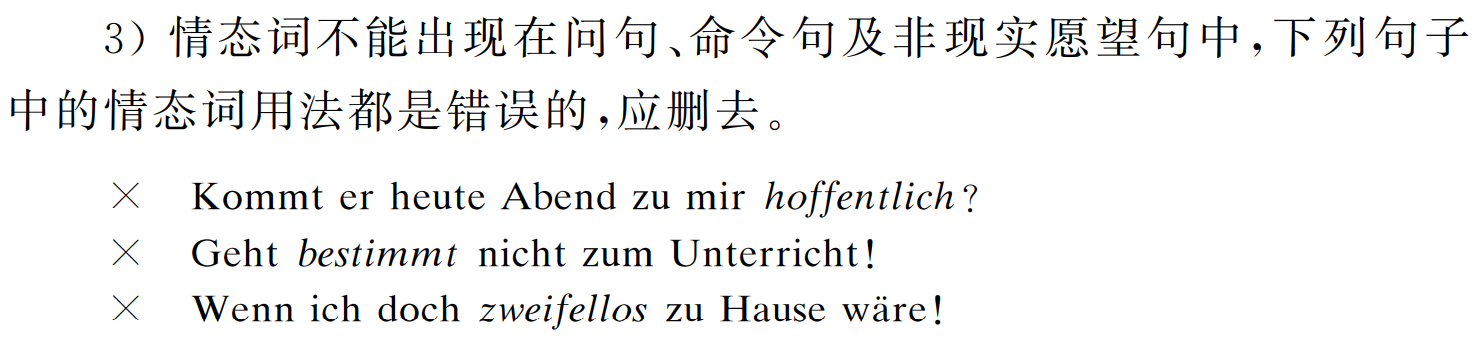 3) 情态词不能出现在问句、命令句及非现实愿望句中,下列句子
中的情态词用法都是错误的,应删去。
× Kommt er heute Abend zu mir hoffentlich?
× Geht bestimmt nicht zum Unterricht!
× Wenn ich doch zweifellos zu Hause wäre!